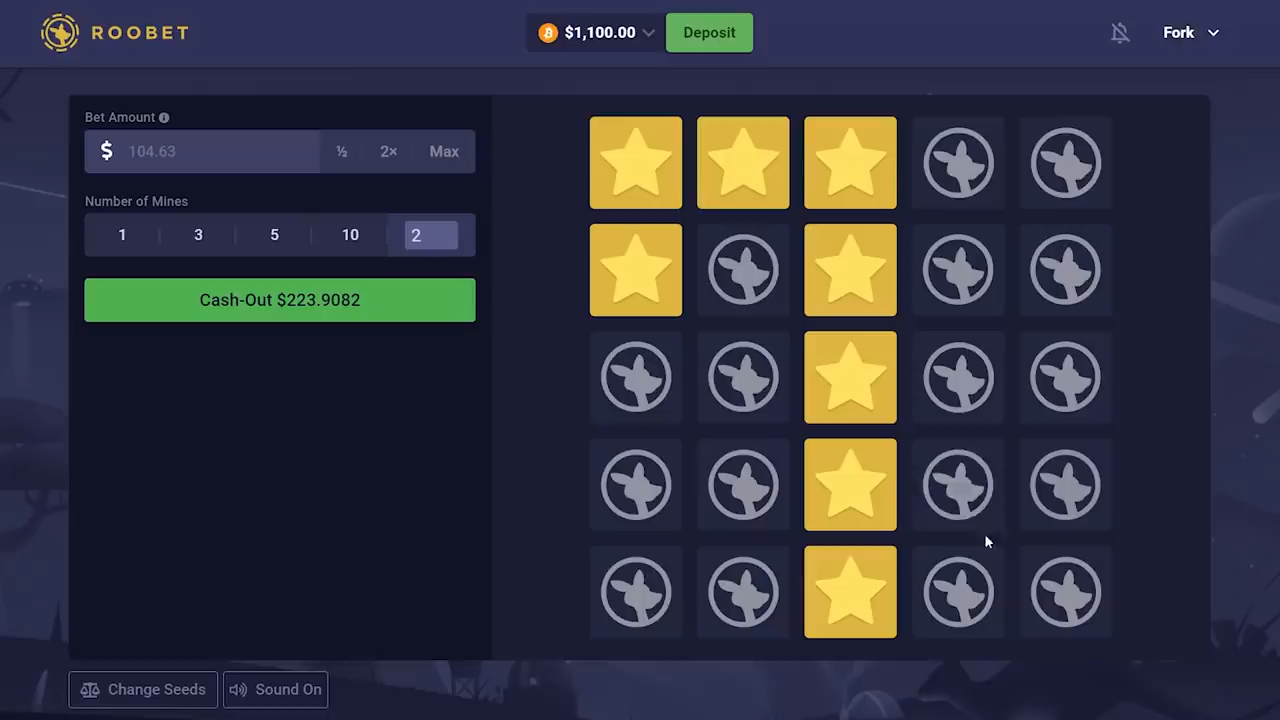 ROOBET
$1,100.00
Deposit
Fork
Bet Amount
$ 104.63 ½ 2× Max
Number of Mines
1 3 5 10 2
Cash-Out $223.9082
Change Seeds
Sound On